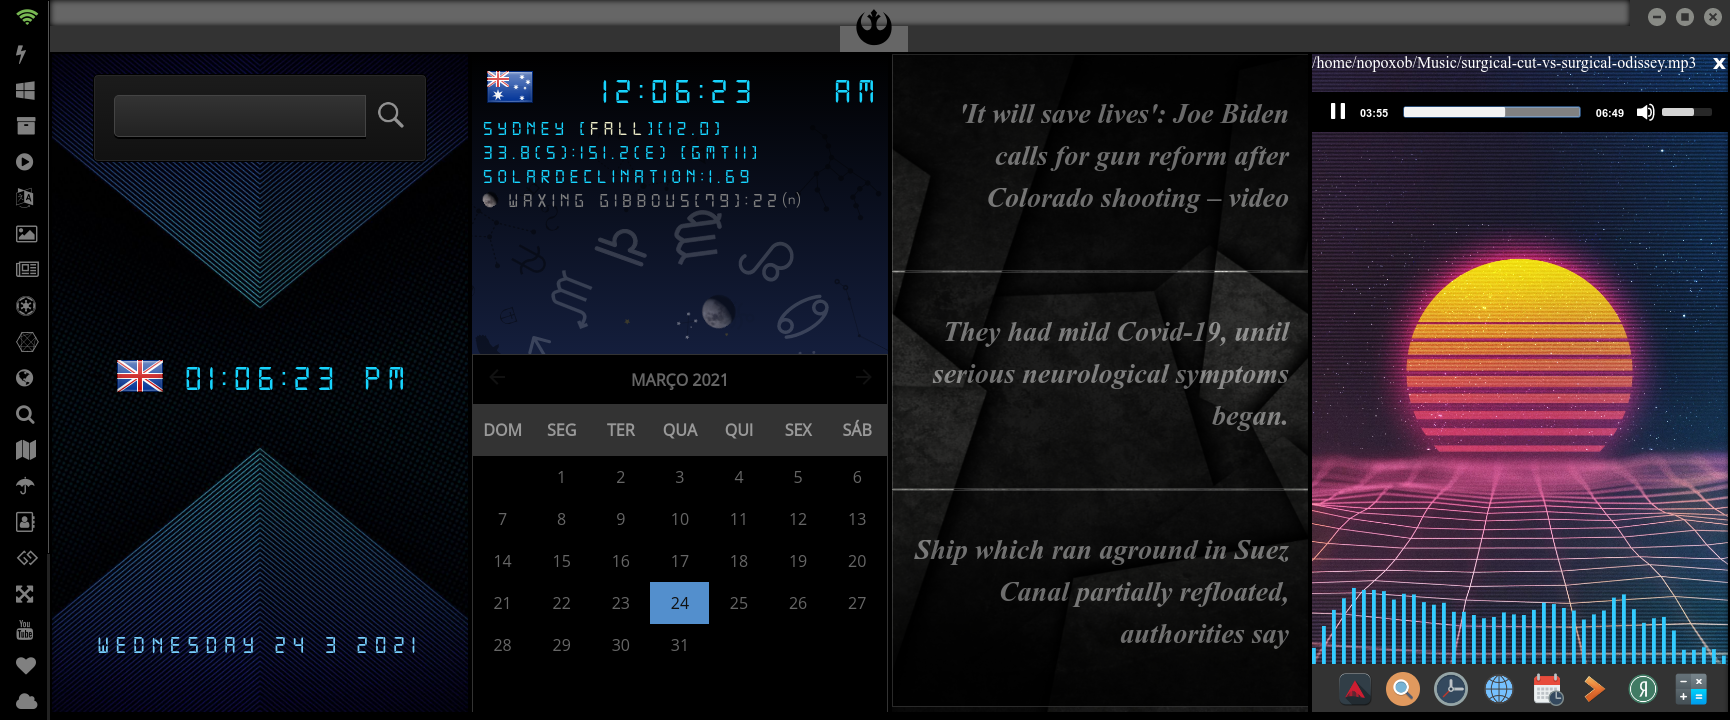 01:06:23 PM
WEDNESDAY 24 3 2021
12:06:23 AM
SYDNEY [FALL][12.0]
33.8(S):151.2(E) [GMT11]
SOLARDECLINATION:1.69
WAXING GIBBOUS[79]:22(n)
MARÇO 2021
DOM SEG TER QUA QUI SEX SÁB
1 2 3 4 5 6
7 8 9 10 11 12 13
14 15 16 17 18 19 20
21 22 23 24 25 26 27
28 29 30 31
'It will save lives': Joe Biden
calls for gun reform after
Colorado shooting – video
They had mild Covid-19, until
serious neurological symptoms
began.
Ship which ran aground in Suez
Canal partially refloated,
authorities say
/home/nopoxob/Music/surgical-cut-vs-surgical-odissey.mp3 x
03:55 06:49
You
Tube
Я